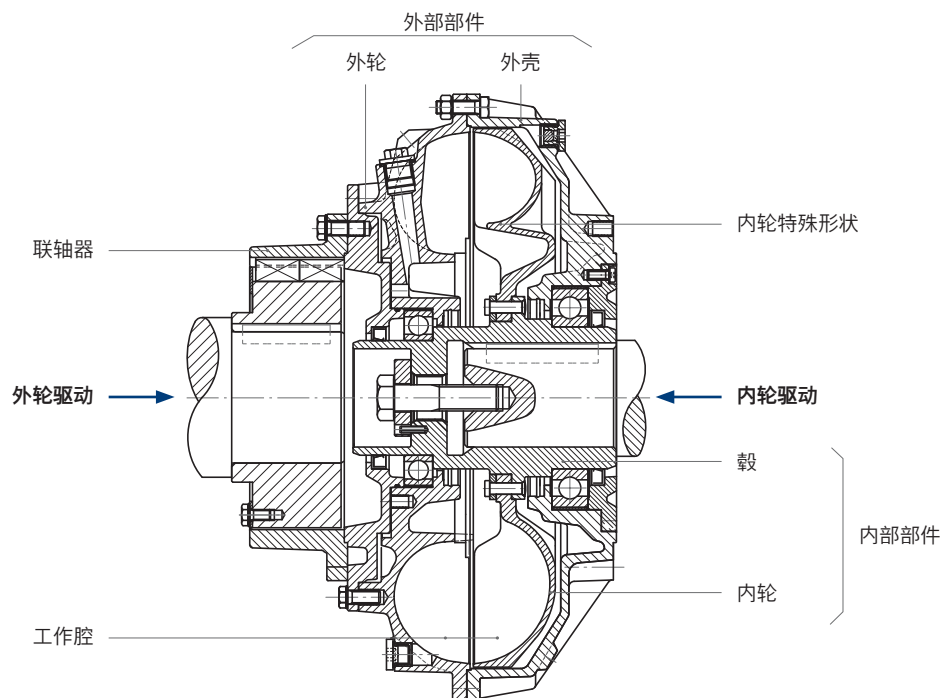 外部部件
外轮
外壳
内轮特殊形状
联轴器
外轮驱动
内轮驱动
毂
内部部件
内轮
工作腔